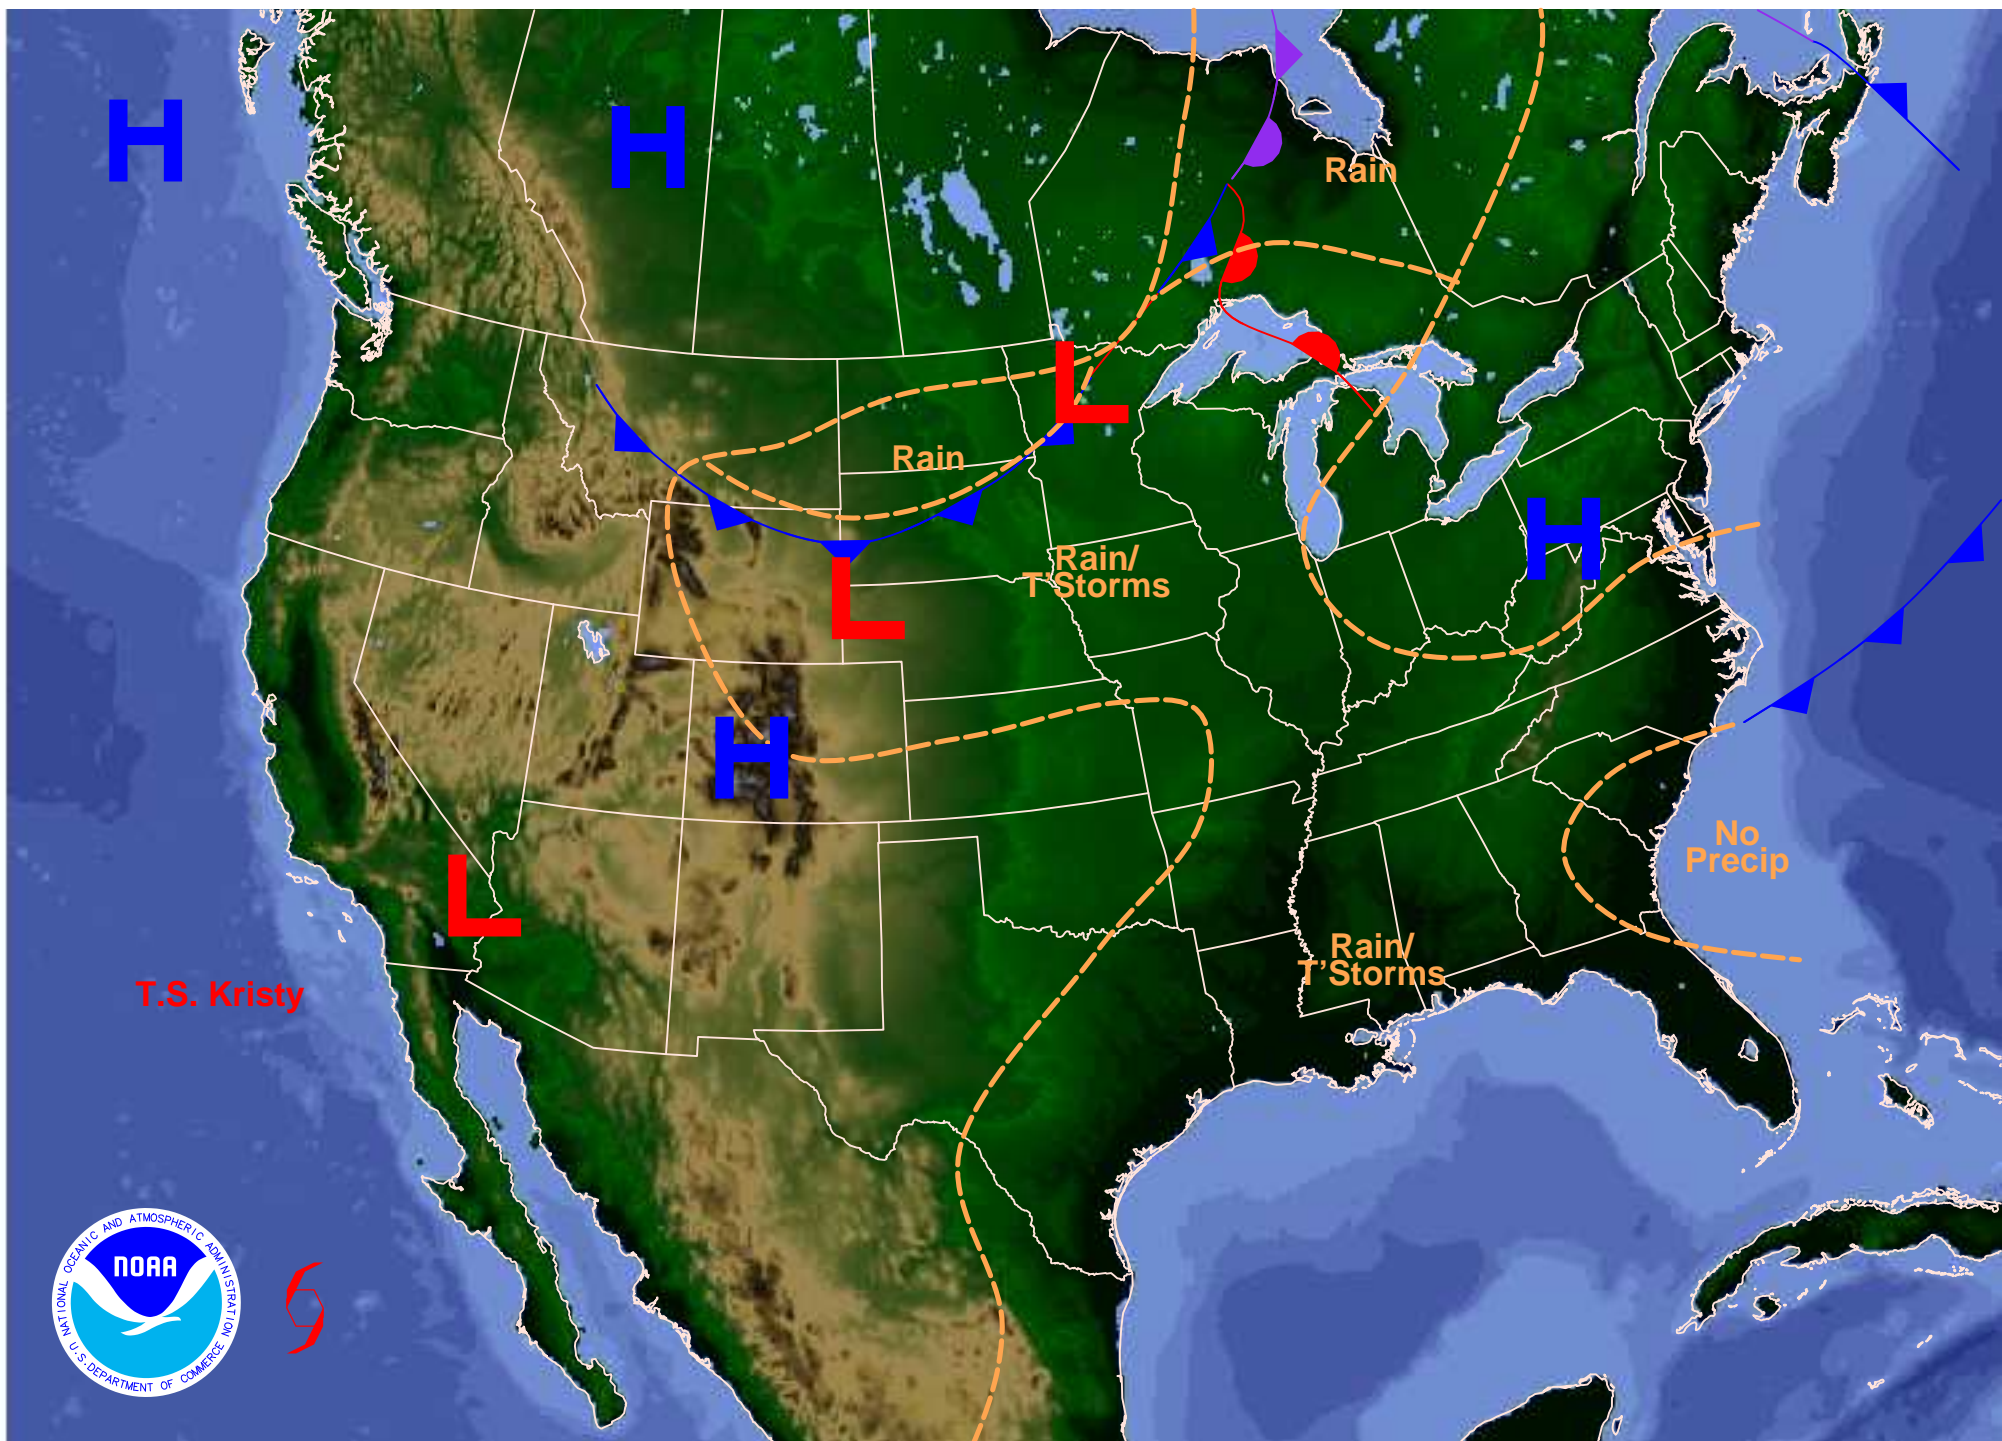 H
H
Rain
L
Rain
H
Rain/
T'Storms
L
H
No
Precip
L
Rain/
T'Storms
T.S. Kristy
NATIONAL OCEANIC AND ATMOSPHERIC ADMINISTRATION
NOAA
U.S. DEPARTMENT OF COMMERCE